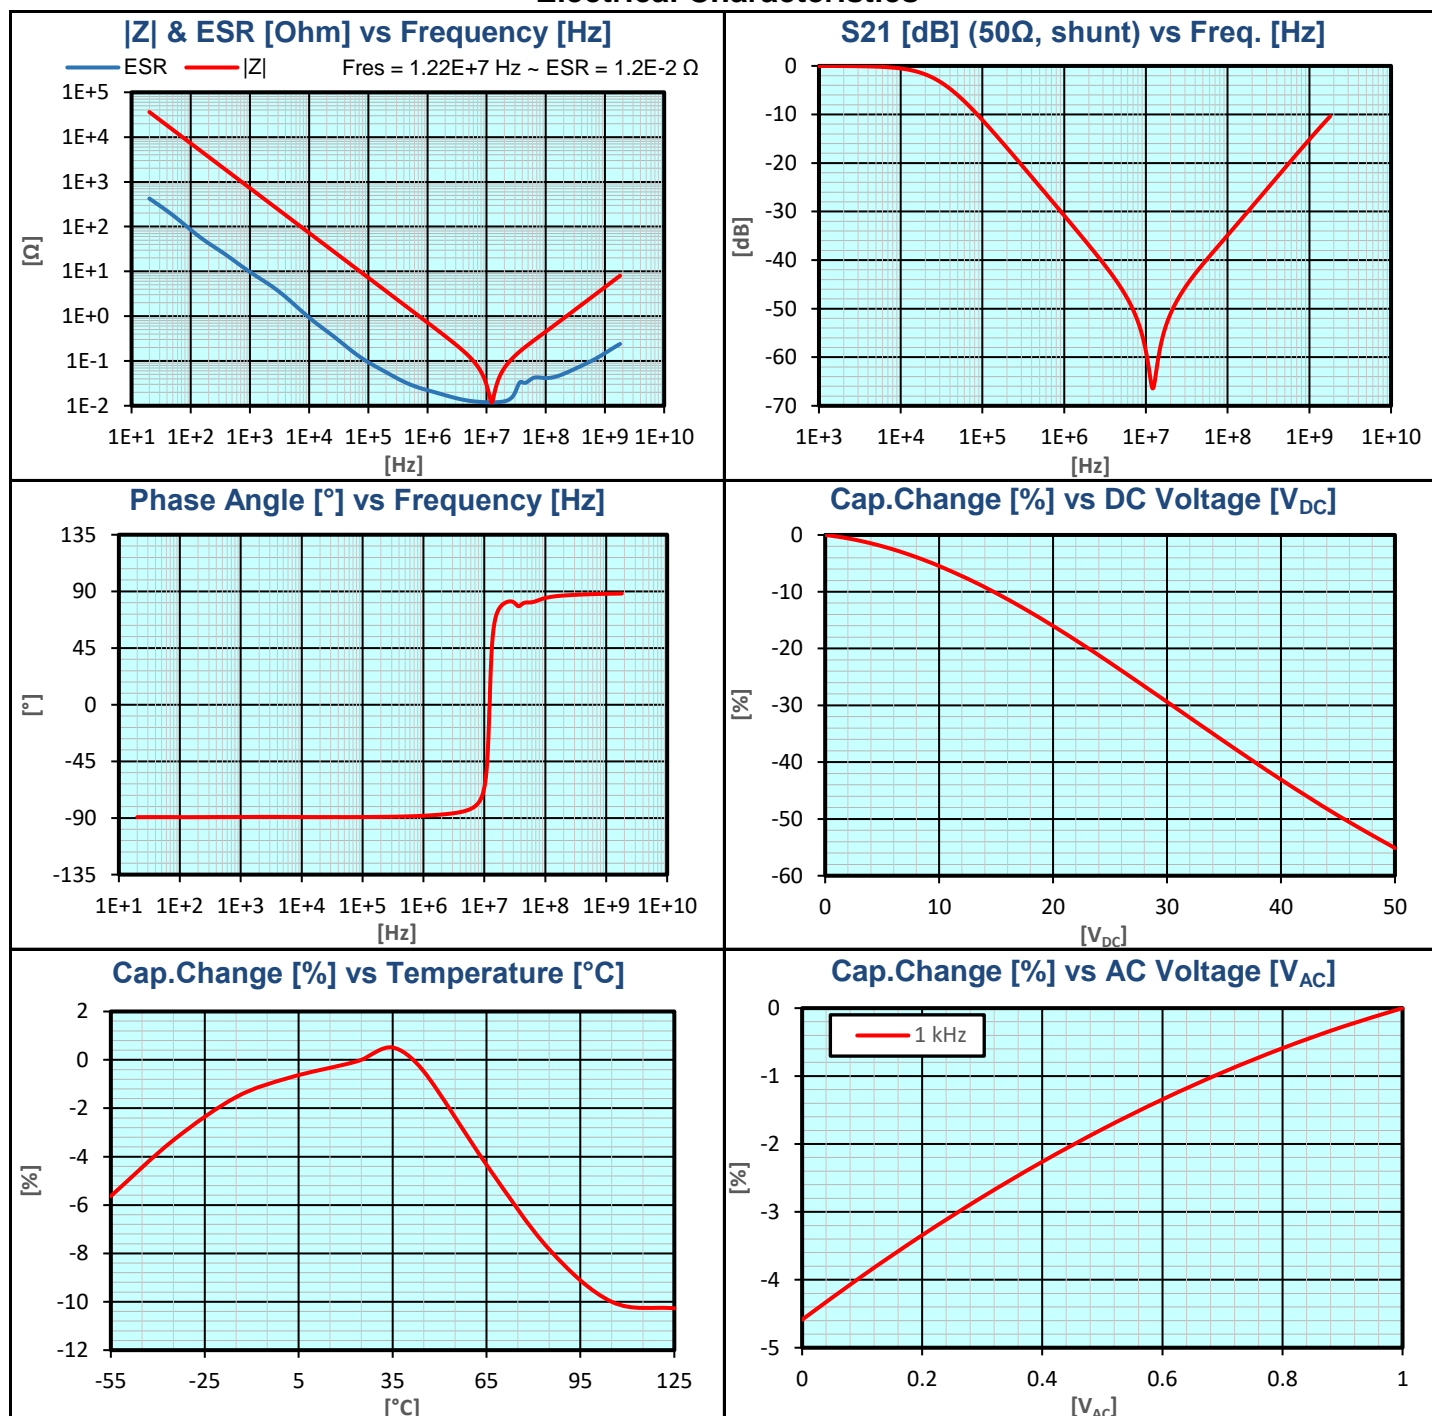 Electrical Characteristics
|Z| & ESR [Ohm] vs Frequency [Hz]
ESR |Z| Fres = 1.22E+7 Hz ~ ESR = 1.2E-2 Ω
1E+5
1E+4
1E+3
1E+2
1E+1
1E+0
1E-1
1E-2
[Ω]
1E+1 1E+2 1E+3 1E+4 1E+5 1E+6 1E+7 1E+8 1E+9 1E+10
[Hz]
S21 [dB] (50Ω, shunt) vs Freq. [Hz]
0
-10
-20
-30
-40
-50
-60
-70
[dB]
1E+3 1E+4 1E+5 1E+6 1E+7 1E+8 1E+9 1E+10
[Hz]
Phase Angle [°] vs Frequency [Hz]
135
90
45
0
-45
-90
-135
[°]
1E+1 1E+2 1E+3 1E+4 1E+5 1E+6 1E+7 1E+8 1E+9 1E+10
[Hz]
Cap.Change [%] vs DC Voltage [VDC]
0
-10
-20
-30
-40
-50
-60
[%]
0 10 20 30 40 50
[VDC]
Cap.Change [%] vs Temperature [°C]
2
0
-2
-4
-6
-8
-10
-12
[%]
-55 -25 5 35 65 95 125
[°C]
Cap.Change [%] vs AC Voltage [VAC]
1 kHz
0
-1
-2
-3
-4
-5
[%]
0 0.2 0.4 0.6 0.8 1
[VAC]